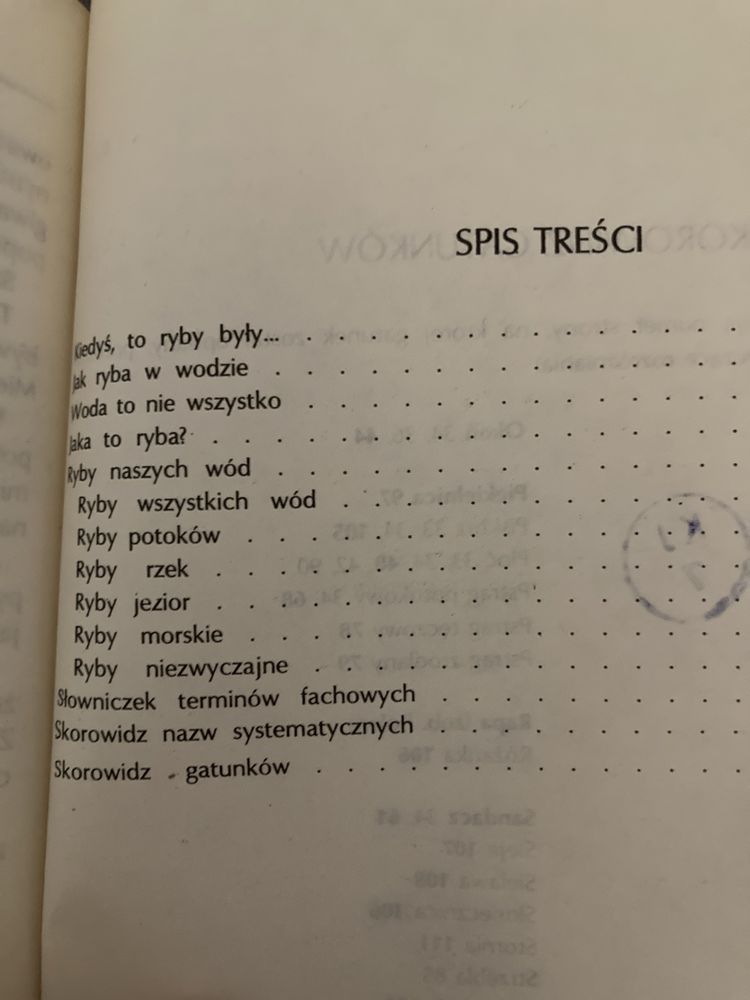 SPIS TREŚCI
Kiedyś, to ryby były... . . . . . . . . . . . . . .
Jak ryba w wodzie . . . . . . . . . . . . . . .
Woda to nie wszystko . . . . . . . . . . . . . .
Jaka to ryba? . . . . . . . . . . . . . . . . .
Ryby naszych wód . . . . . . . . . . . . . . .
Ryby wszystkich wód . . . . . . . . . . . . .
Ryby potoków . . . . . . . . . . . . . . . .
Ryby rzek . . . . . . . . . . . . . . . . .
Ryby jezior . . . . . . . . . . . . . . . . .
Ryby morskie . . . . . . . . . . . . . . . .
Ryby niezwyczajne . . . . . . . . . . . . . .
Słowniczek terminów fachowych . . . . . . . . . .
Skorowidz nazw systematycznych . . . . . . . . . .
Skorowidz gatunków . . . . . . . . . . . . . .